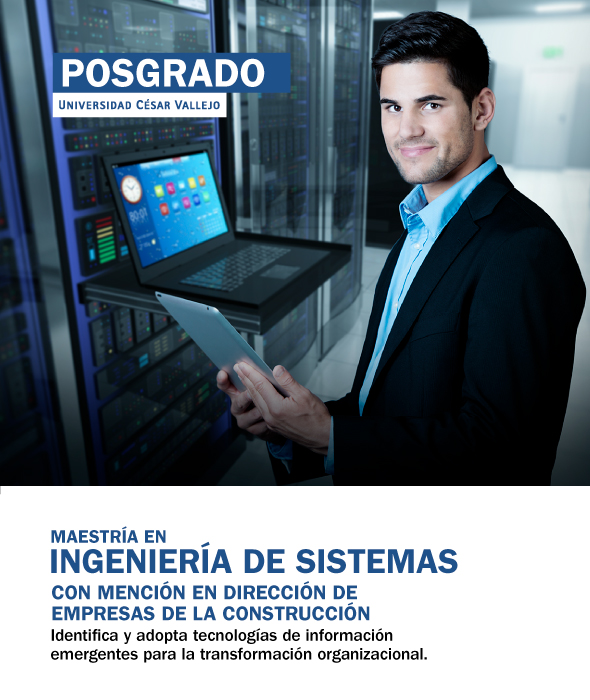 POSGRADO
UNIVERSIDAD CÉSAR VALLEJO
MAESTRÍA EN
INGENIERÍA DE SISTEMAS
CON MENCIÓN EN DIRECCIÓN DE
EMPRESAS DE LA CONSTRUCCIÓN
Identifica y adopta tecnologías de información
emergentes para la transformación organizacional.